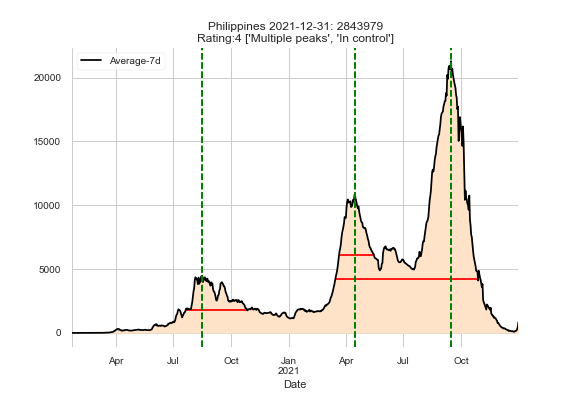 Philippines 2021-12-31: 2843979
Rating:4 ['Multiple peaks', 'In control']
Average-7d
20000
15000
10000
5000
0
Apr
Jul
Oct
Jan
2021
Apr
Jul
Oct
Date